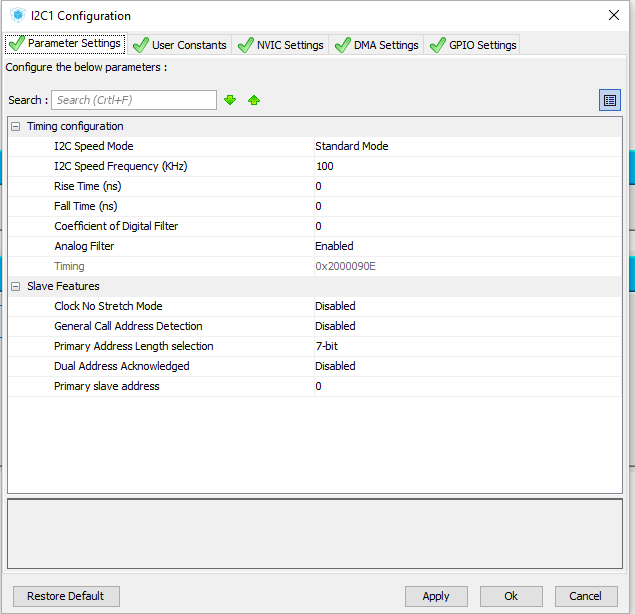 I2C1 Configuration
Parameter Settings User Constants NVIC Settings DMA Settings GPIO Settings
Configure the below parameters :
Search : Search (Crtl+F)
Timing configuration
I2C Speed Mode Standard Mode
I2C Speed Frequency (KHz) 100
Rise Time (ns) 0
Fall Time (ns) 0
Coefficient of Digital Filter 0
Analog Filter Enabled
Timing 0x2000090E
Slave Features
Clock No Stretch Mode Disabled
General Call Address Detection Disabled
Primary Address Length selection 7-bit
Dual Address Acknowledged Disabled
Primary slave address 0
Restore Default Apply Ok Cancel